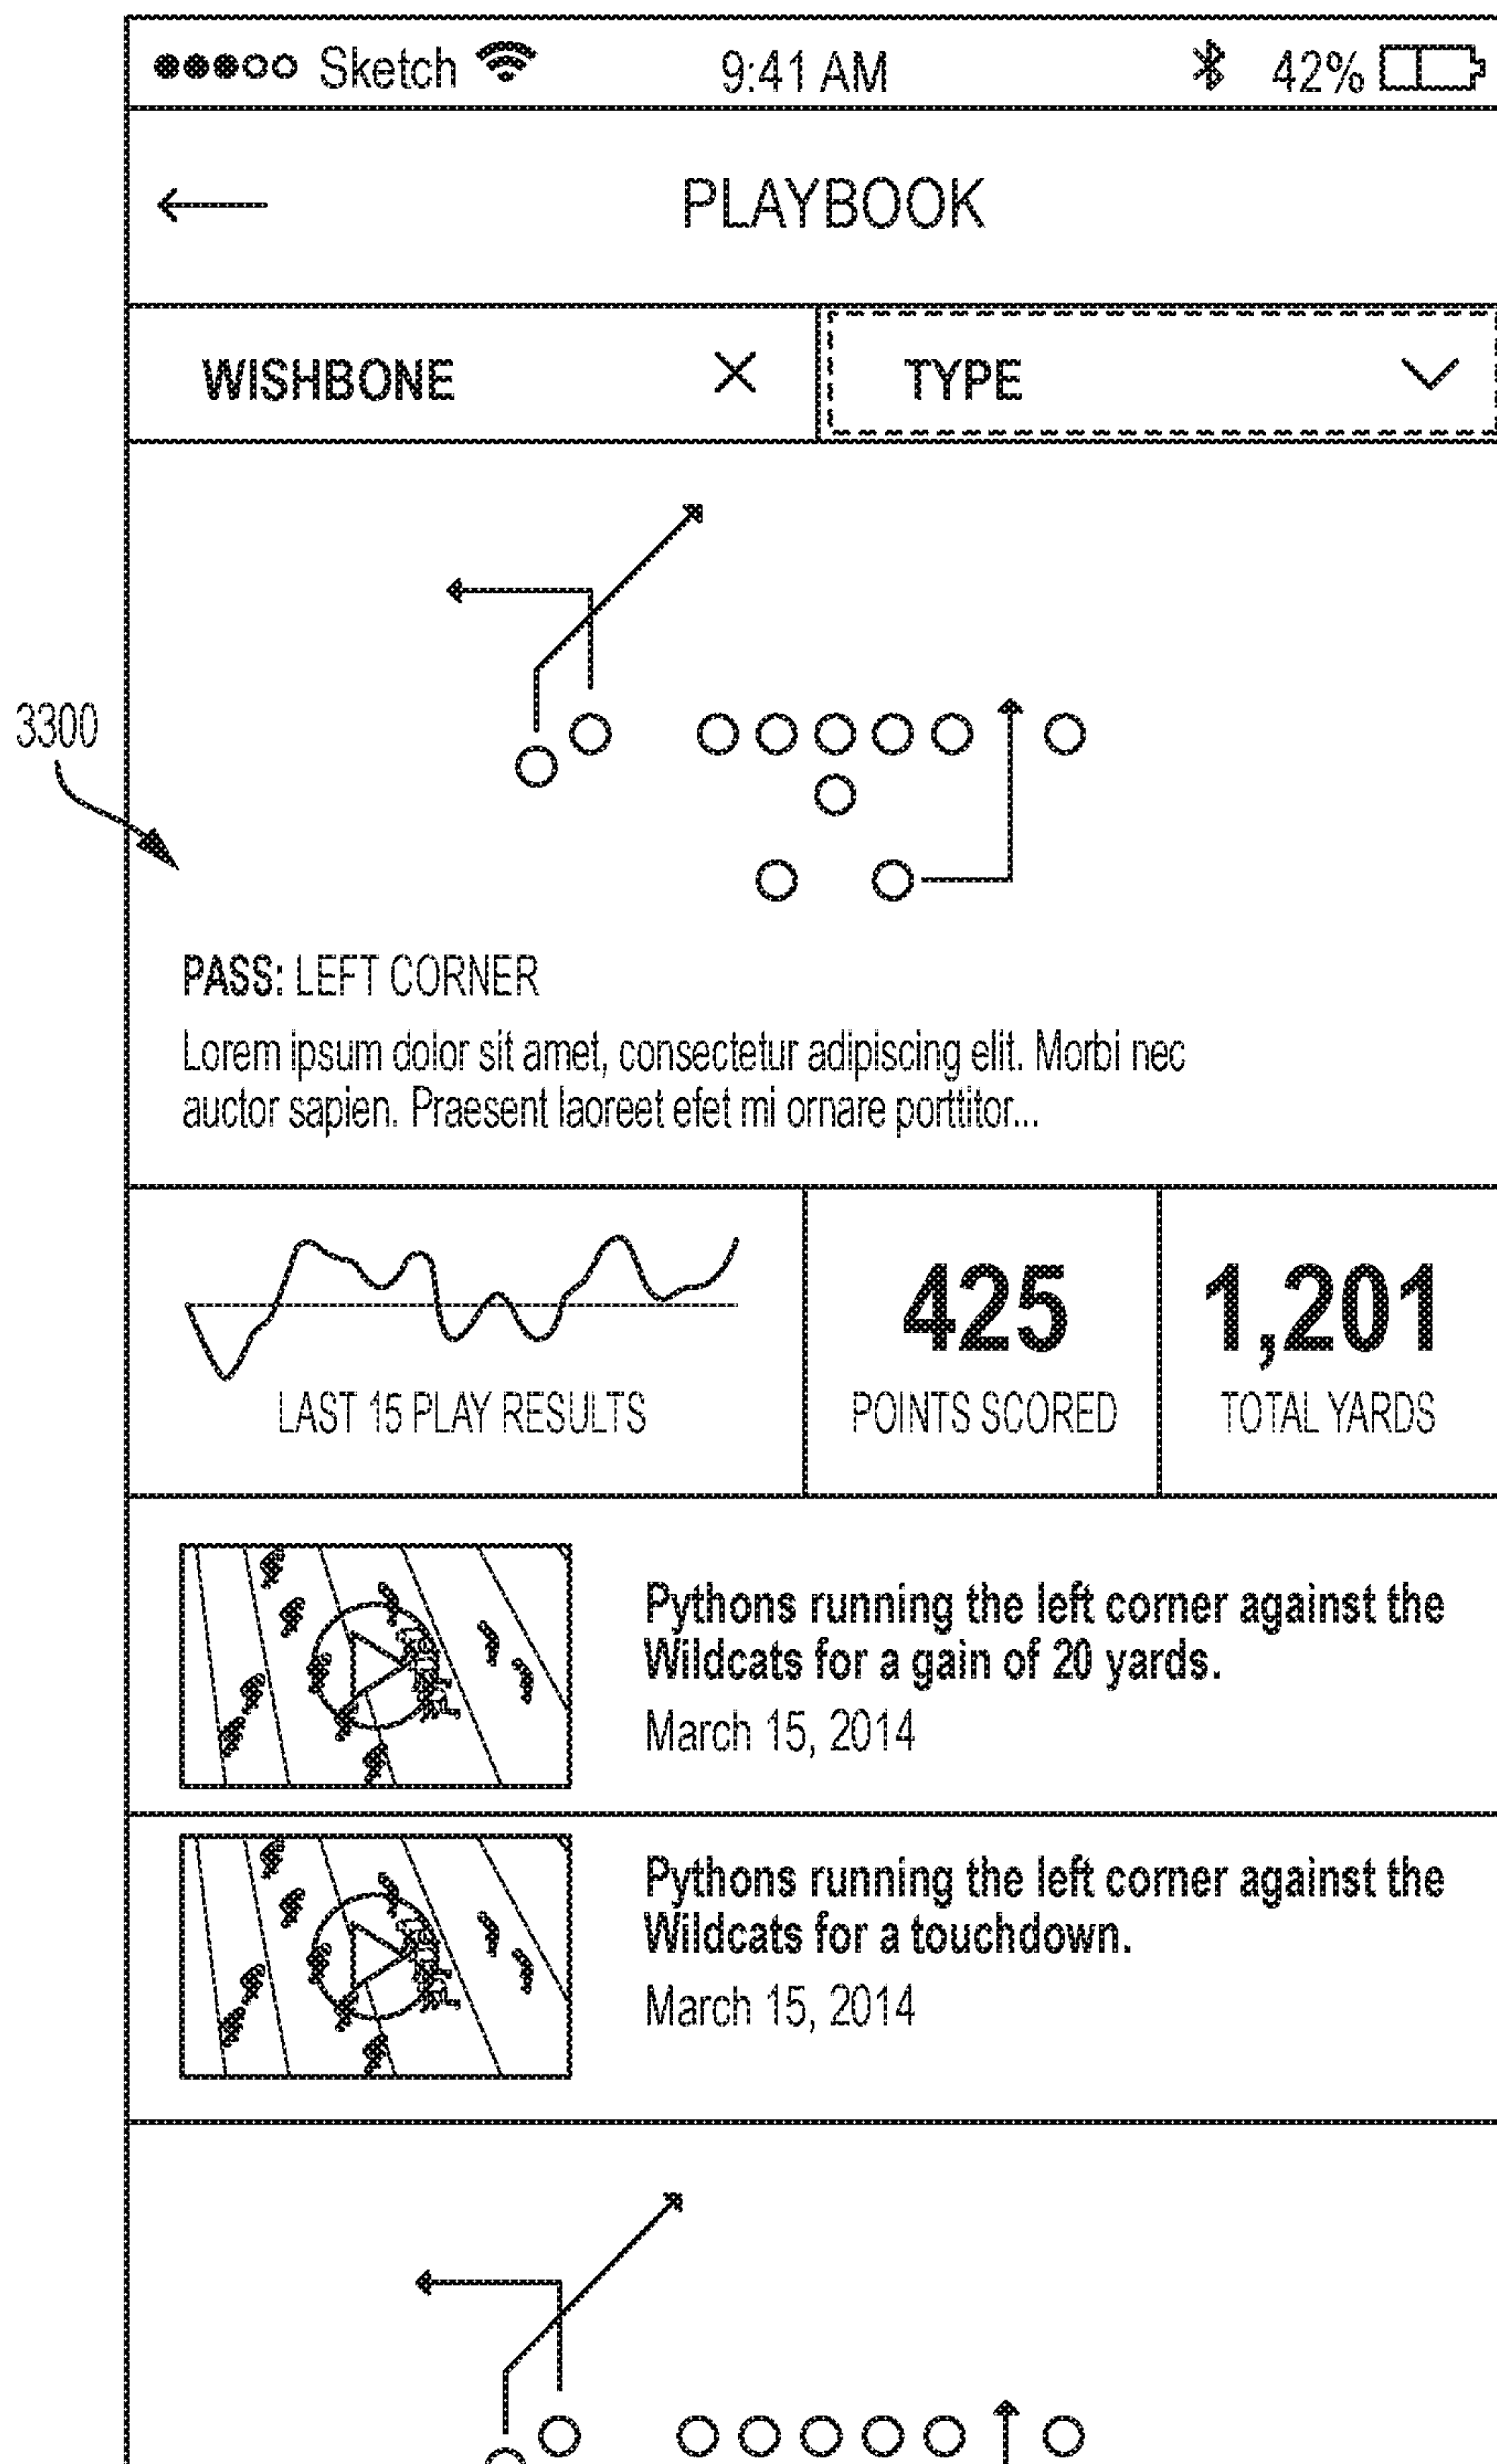 Sketch 9:41 AM 42%
PLAYBOOK
WISHBONE TYPE
3300
PASS: LEFT CORNER
Lorem ipsum dolor sit amet, consectetur adipiscing elit. Morbi nec
auctor sapien. Praesent laoreet efet mi ornare porttitor...
425 1,201
LAST 15 PLAY RESULTS POINTS SCORED TOTAL YARDS
Pythons running the left corner against the
Wildcats for a gain of 20 yards.
March 15, 2014
Pythons running the left corner against the
Wildcats for a touchdown.
March 15, 2014